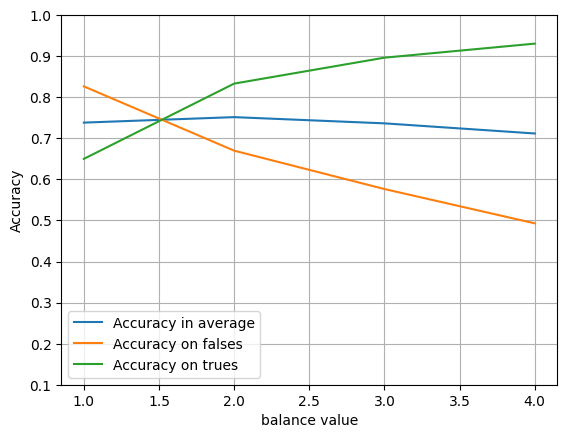 1.0
0.9
0.8
0.7
0.6
0.5
0.4
0.3
0.2
0.1
Accuracy
Accuracy in average
Accuracy on falses
Accuracy on trues
1.0 1.5 2.0 2.5 3.0 3.5 4.0
balance value